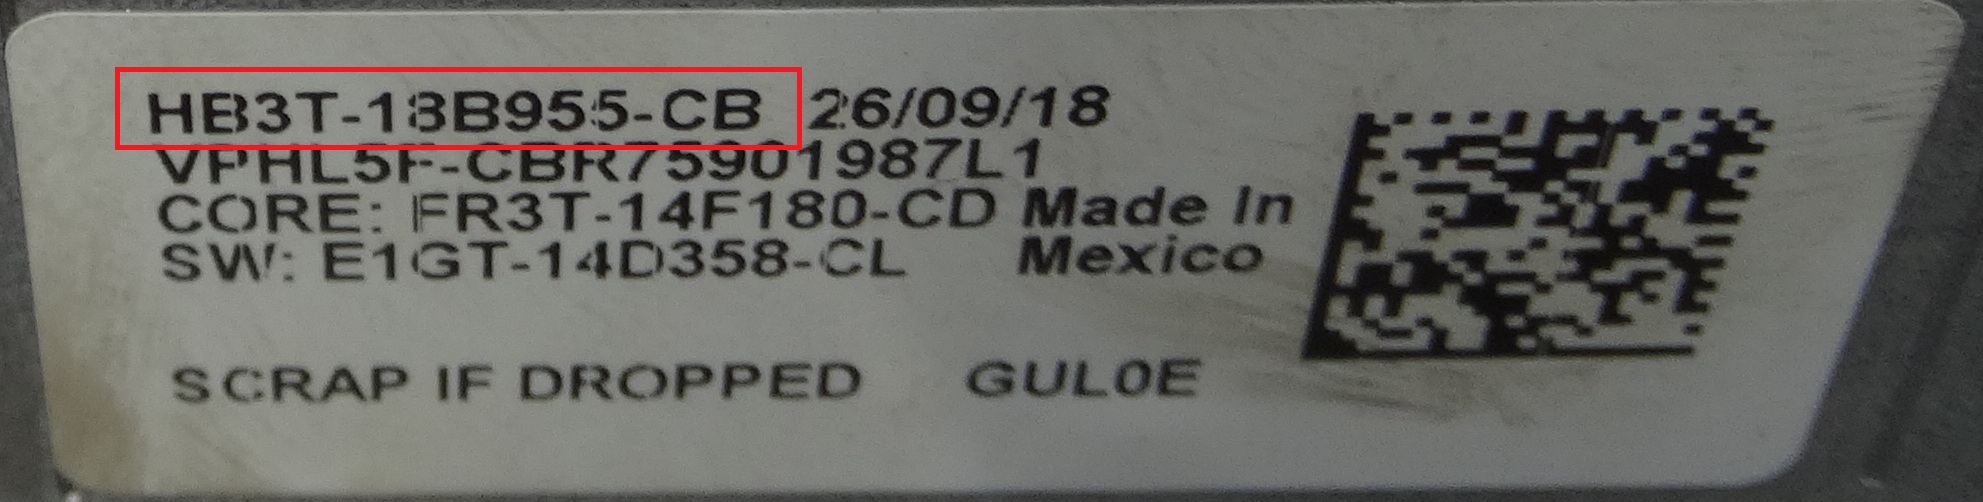 HB3T-18B955-CB 26/09/18
VPHL5F-CBR75901987L1
CORE: FR3T-14F180-CD Made In
SW: E1GT-14D358-CL Mexico
SCRAP IF DROPPED GUL0E